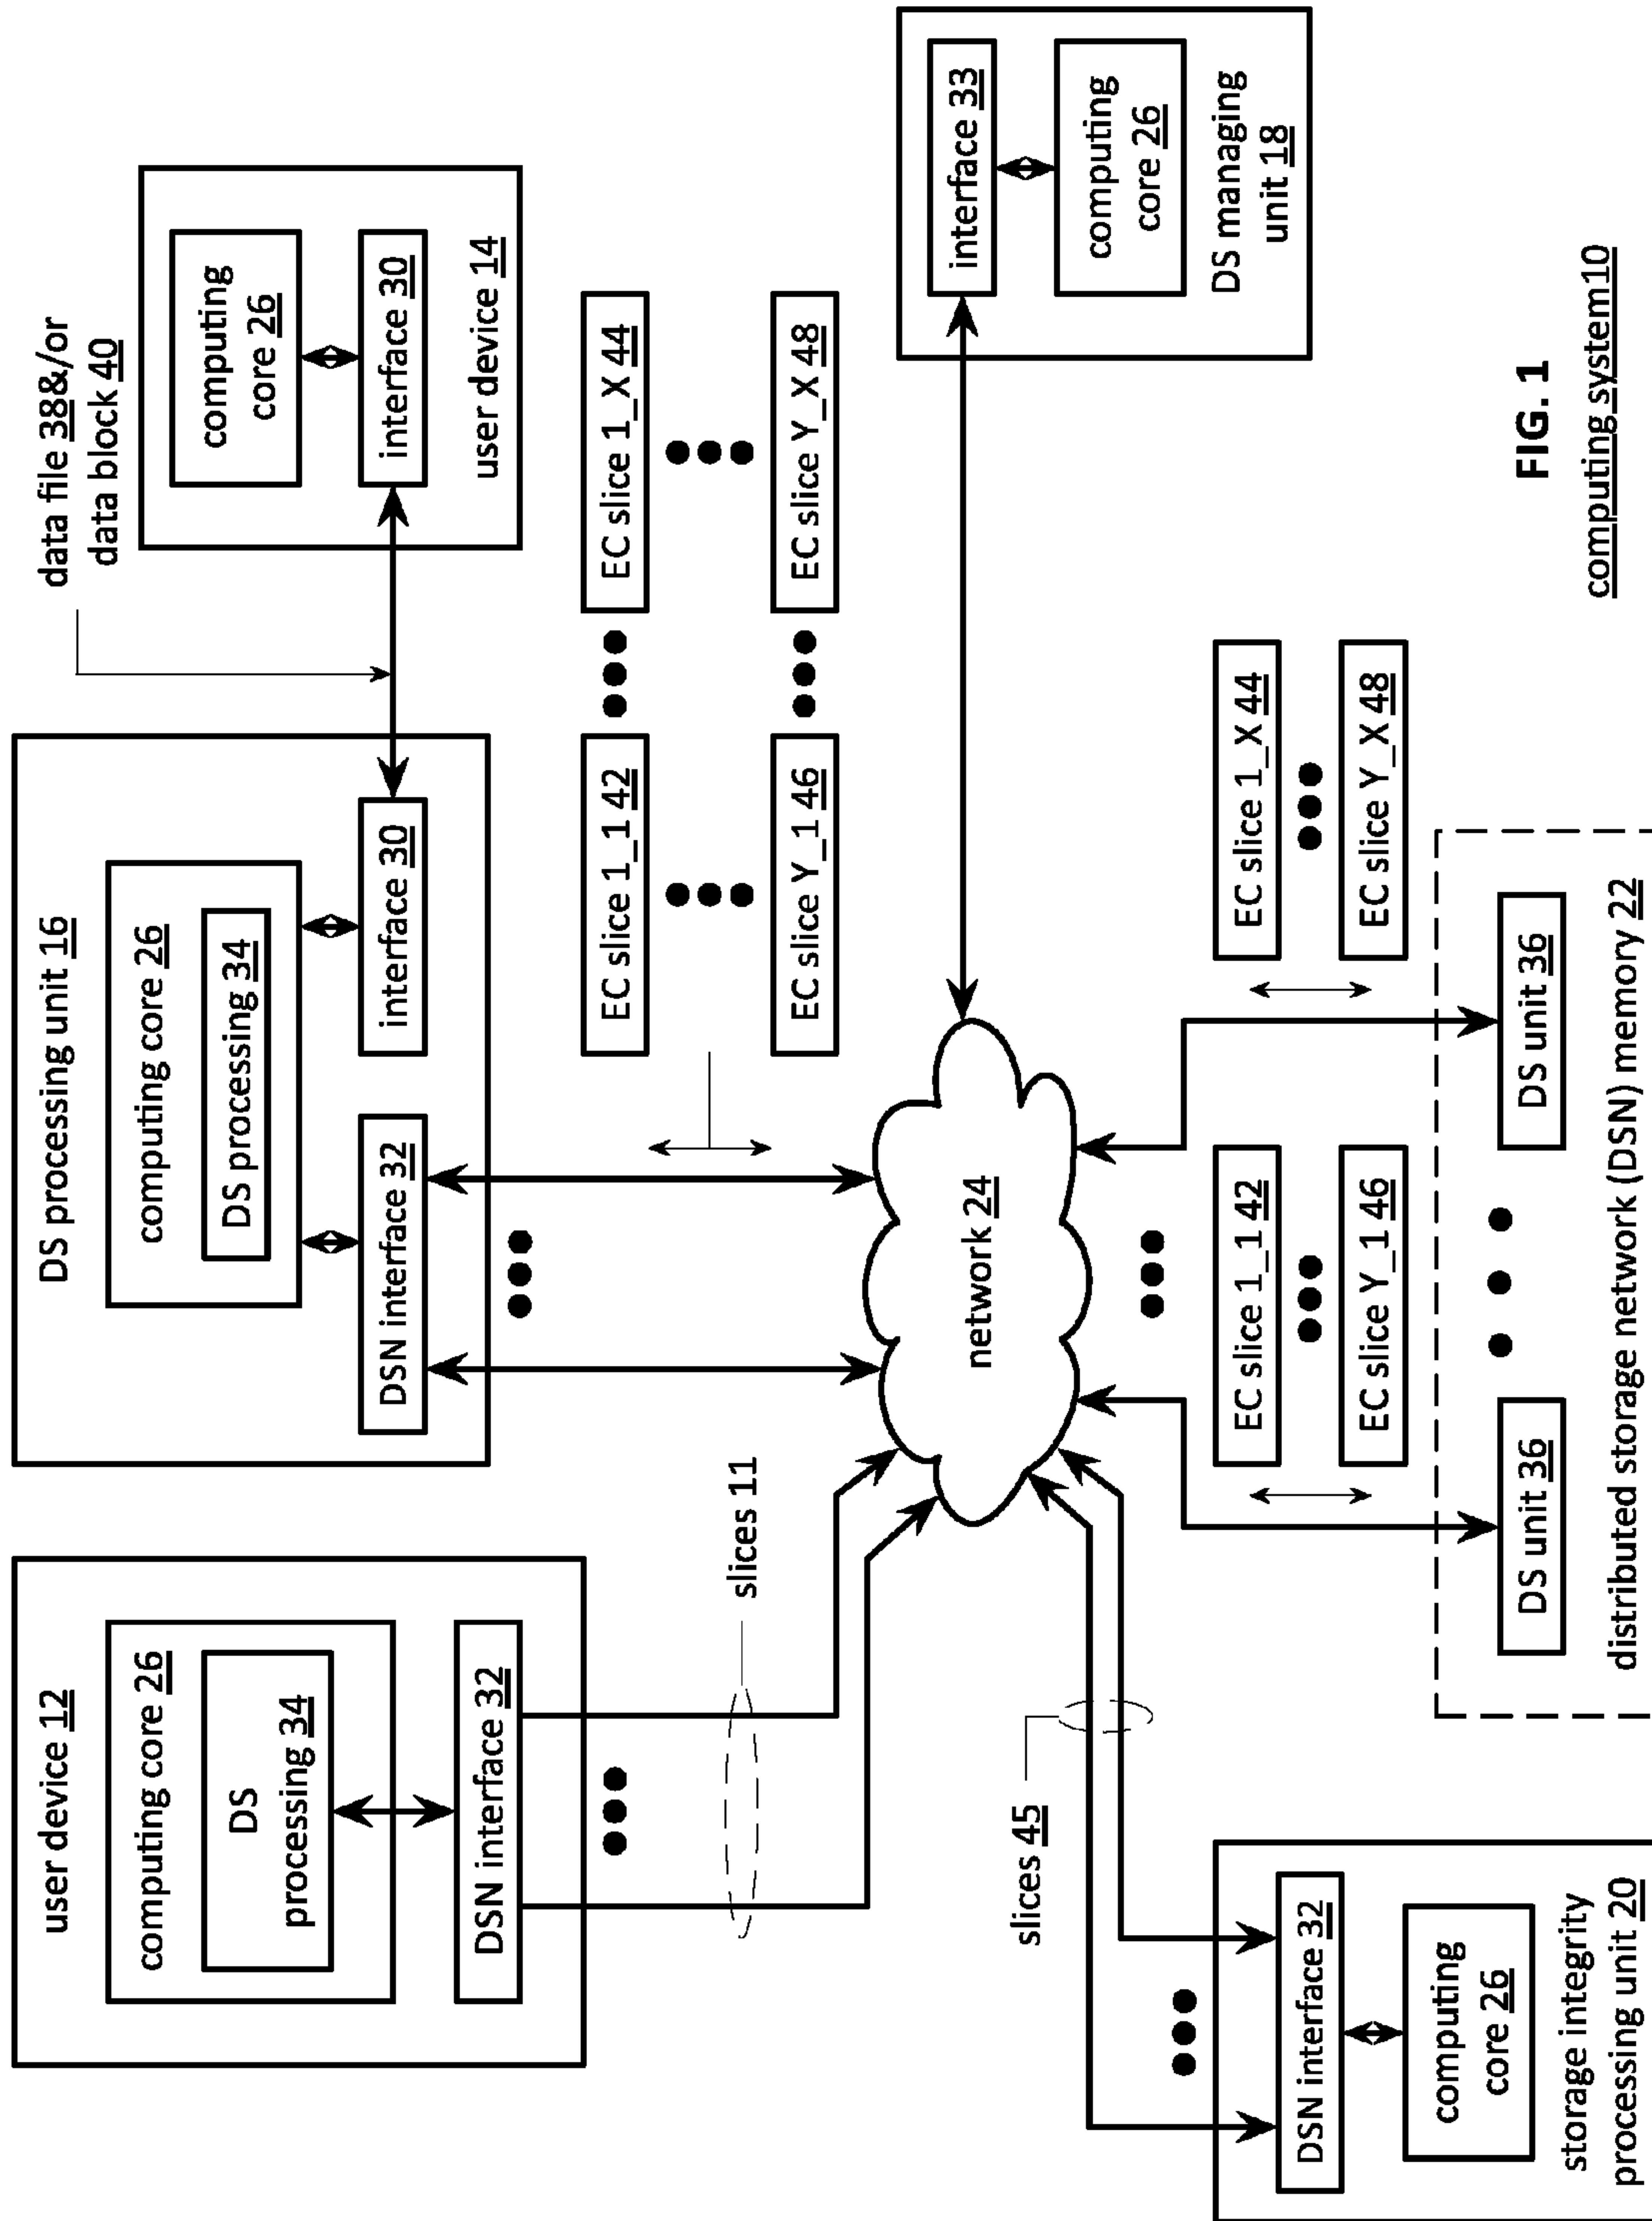 user device 12
computing core 26
DS
processing 34
DSN interface 32
slices 11
DS processing unit 16
computing core 26
DS processing 34
DSN interface 32
interface 30
data file 38&/or
data block 40
computing
core 26
interface 30
user device 14
EC slice 1_1 42
EC slice 1_X 44
EC slice Y_1 46
EC slice Y_X 48
network 24
interface 33
computing
core 26
DS managing
unit 18
slices 45
DSN interface 32
computing
core 26
storage integrity
processing unit 20
EC slice 1_1 42
EC slice Y_1 46
EC slice 1_X 44
EC slice Y_X 48
DS unit 36
DS unit 36
distributed storage network (DSN) memory 22
FIG. 1
computing system10